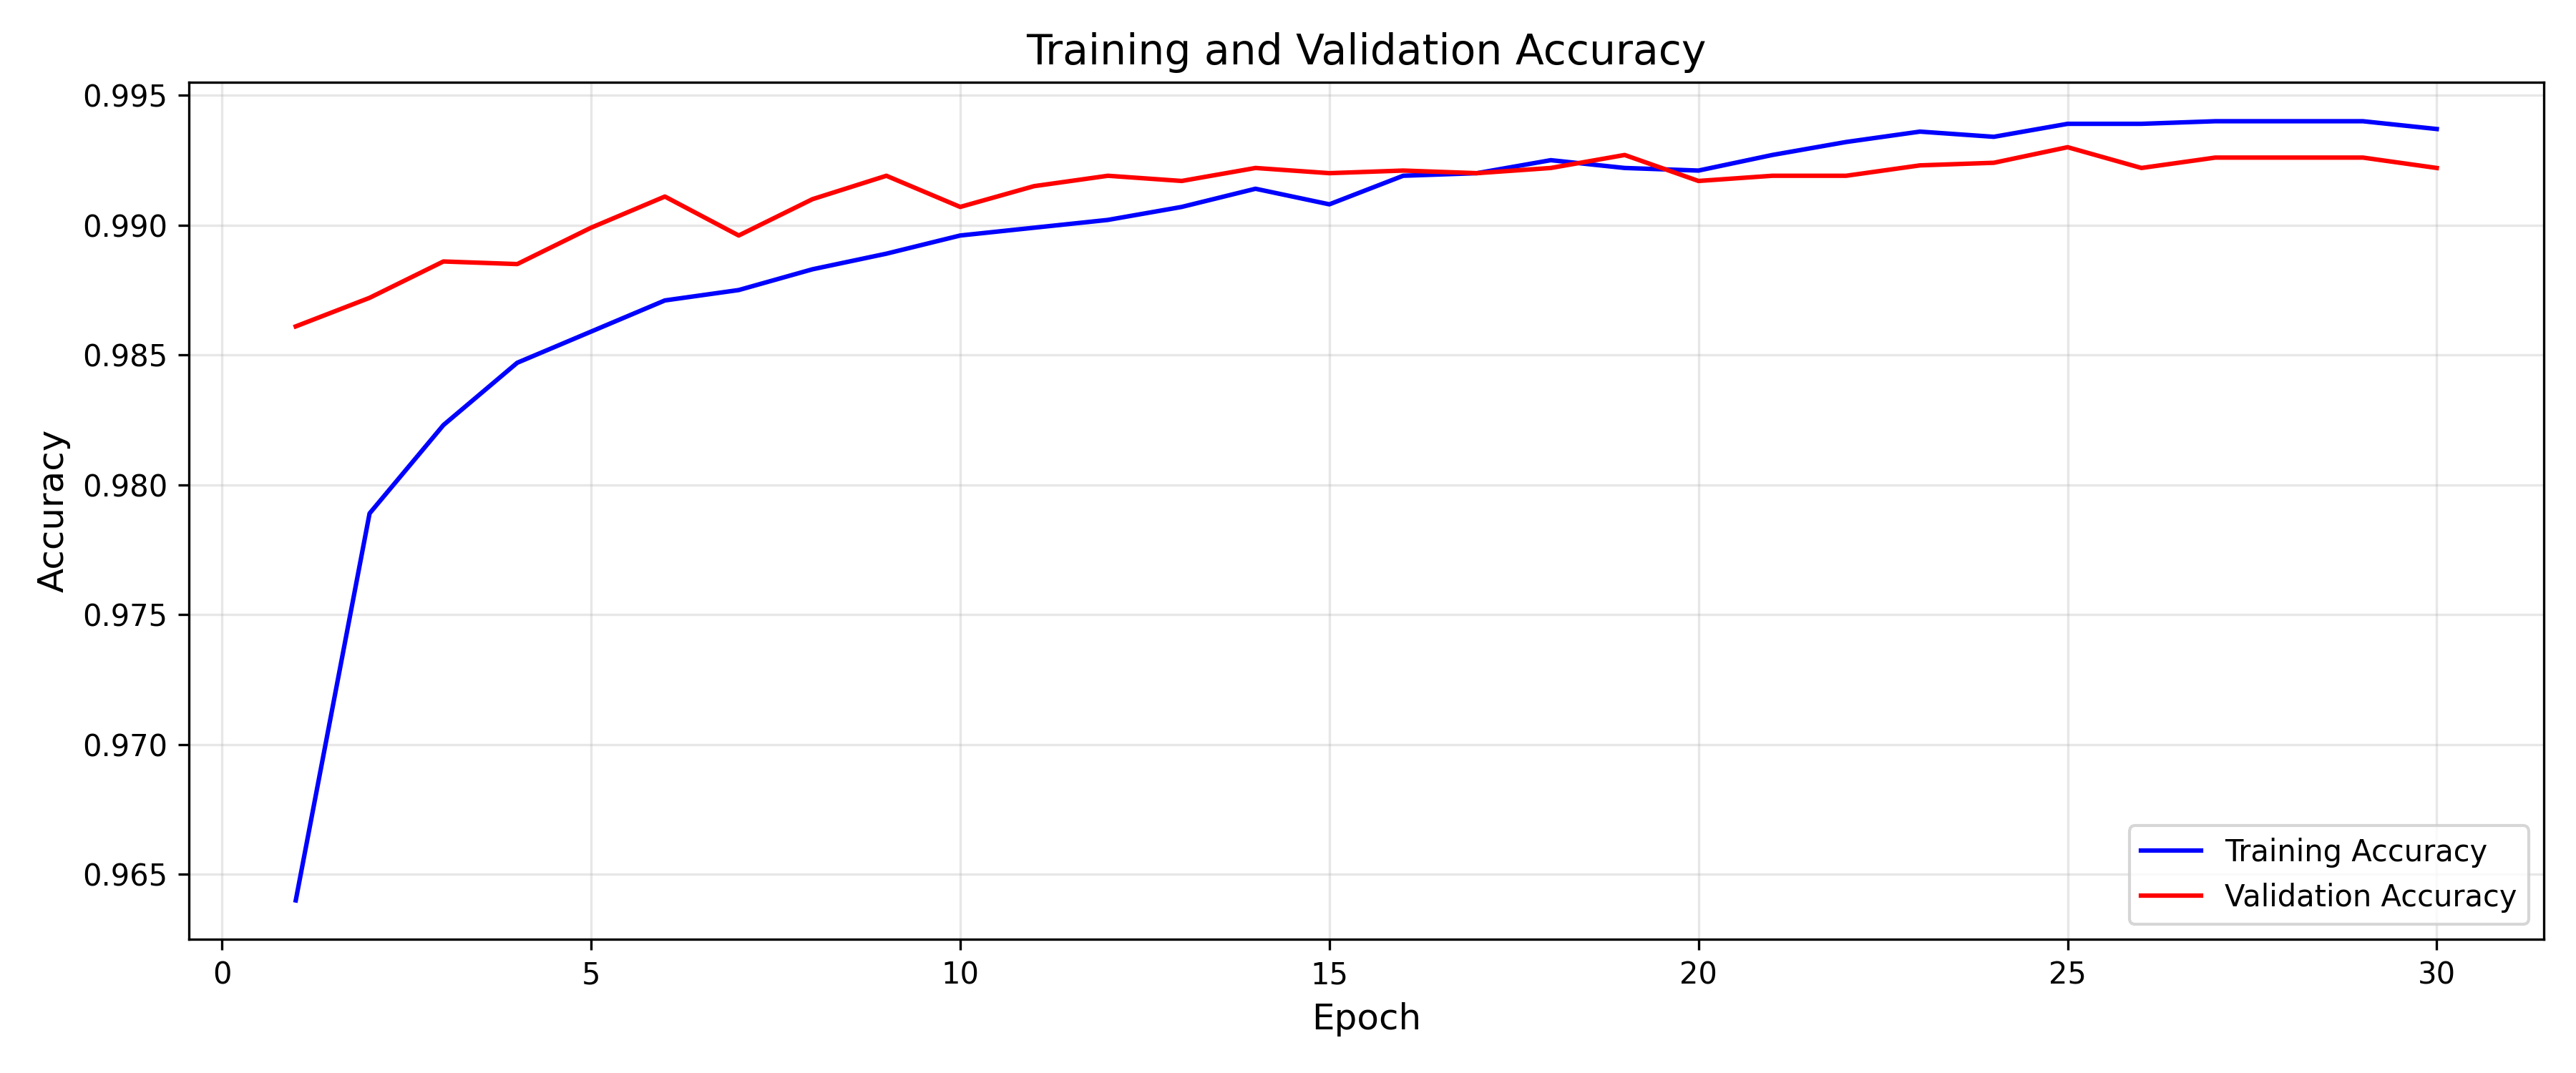 Training and Validation Accuracy
Accuracy
0.995
0.990
0.985
0.980
0.975
0.970
0.965
0
5
10
15
20
25
30
Epoch
Training Accuracy
Validation Accuracy